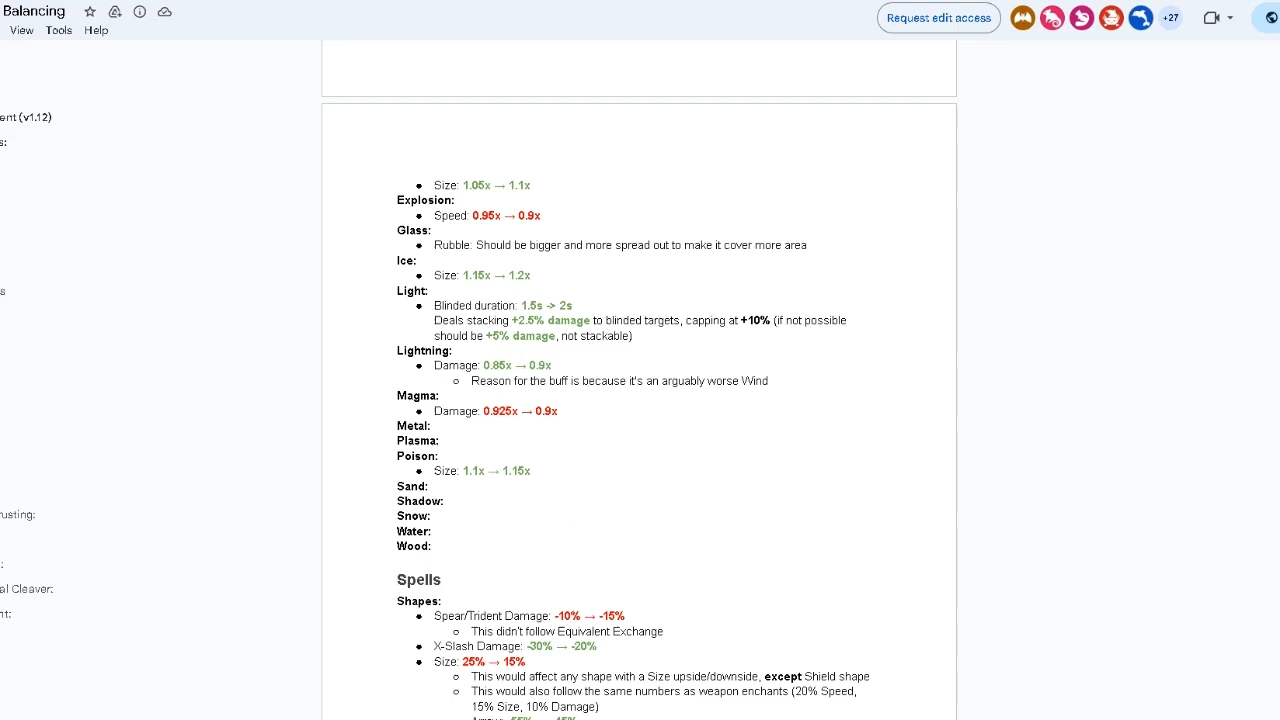 Balancing
Request edit access
+27
View Tools Help
ent (v1.12)
s:
s
rusting:
:
al Cleaver:
nt:
● Size: 1.05x → 1.1x
Explosion:
● Speed: 0.95x → 0.9x
Glass:
● Rubble: Should be bigger and more spread out to make it cover more area
Ice:
● Size: 1.15x → 1.2x
Light:
● Blinded duration: 1.5s -> 2s
Deals stacking +2.5% damage to blinded targets, capping at +10% (if not possible
should be +5% damage, not stackable)
Lightning:
● Damage: 0.85x → 0.9x
○ Reason for the buff is because it's an arguably worse Wind
Magma:
● Damage: 0.925x → 0.9x
Metal:
Plasma:
Poison:
● Size: 1.1x → 1.15x
Sand:
Shadow:
Snow:
Water:
Wood:
Spells
Shapes:
● Spear/Trident Damage: -10% → -15%
○ This didn't follow Equivalent Exchange
● X-Slash Damage: -30% → -20%
● Size: 25% → 15%
○ This would affect any shape with a Size upside/downside, except Shield shape
○ This would also follow the same numbers as weapon enchants (20% Speed,
15% Size, 10% Damage)